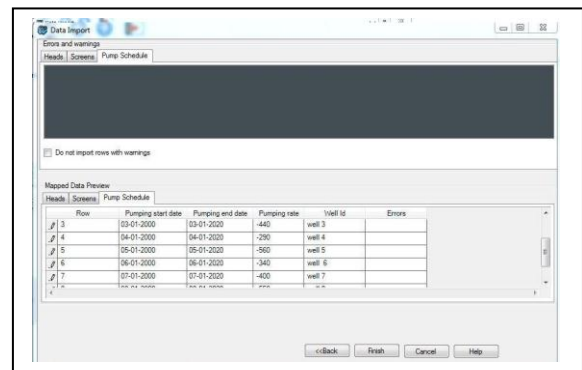 Data Import
Errors and warnings
Heads Screens Pump Schedule
Do not import rows with warnings
Mapped Data Preview
Heads Screens Pump Schedule
Row Pumping start date Pumping end date Pumping rate Well Id Errors
3 03-01-2000 03-01-2020 -440 well 3
4 04-01-2000 04-01-2020 -290 well 4
5 05-01-2000 05-01-2020 -560 well 5
6 06-01-2000 06-01-2020 -340 well 6
7 07-01-2000 07-01-2020 -400 well 7
<<Back Finish Cancel Help